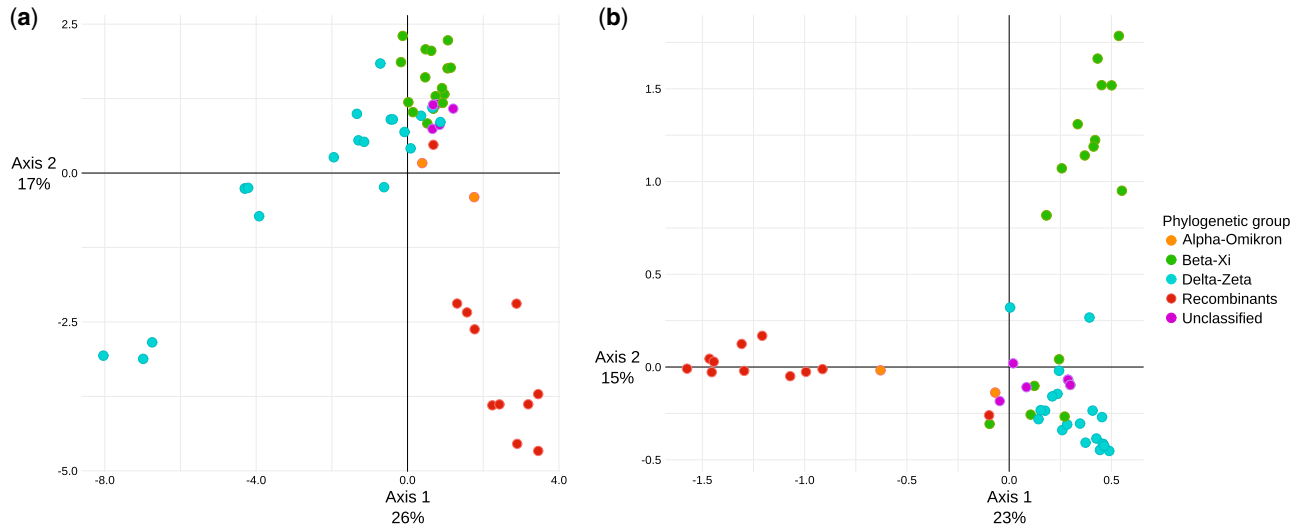 (a)
2.5
0.0
-2.5
-5.0
Axis 2
17%
-8.0
-4.0
0.0
4.0
Axis 1
26%
(b)
1.5
1.0
0.5
0.0
-0.5
Axis 2
15%
-1.5
-1.0
-0.5
0.0
0.5
Axis 1
23%
Phylogenetic group
Alpha-Omikron
Beta-Xi
Delta-Zeta
Recombinants
Unclassified